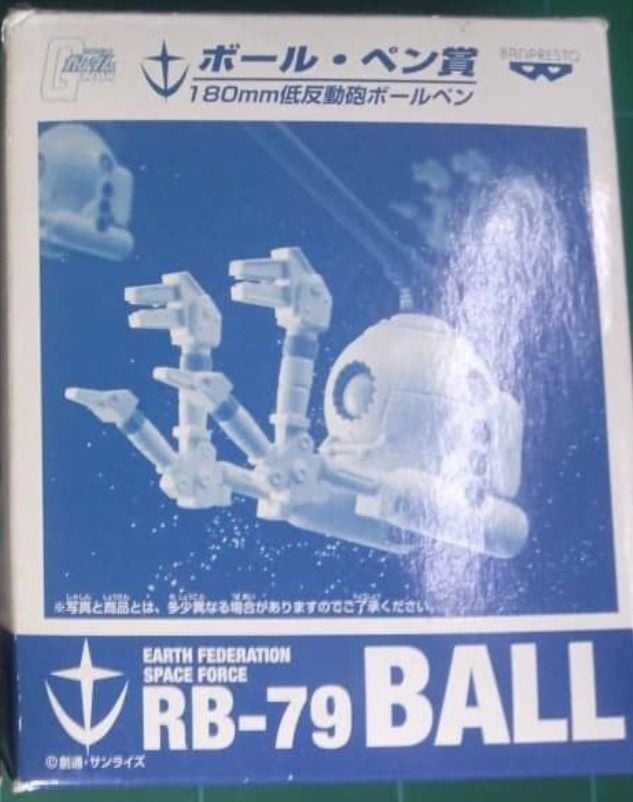 ボール・ペン賞
BANPRESTO
180mm低反動砲ボールペン
※写真と商品とは、多少異なる場合がありますのでご了承ください。
EARTH FEDERATION
SPACE FORCE
RB-79 BALL
©創通・サンライズ